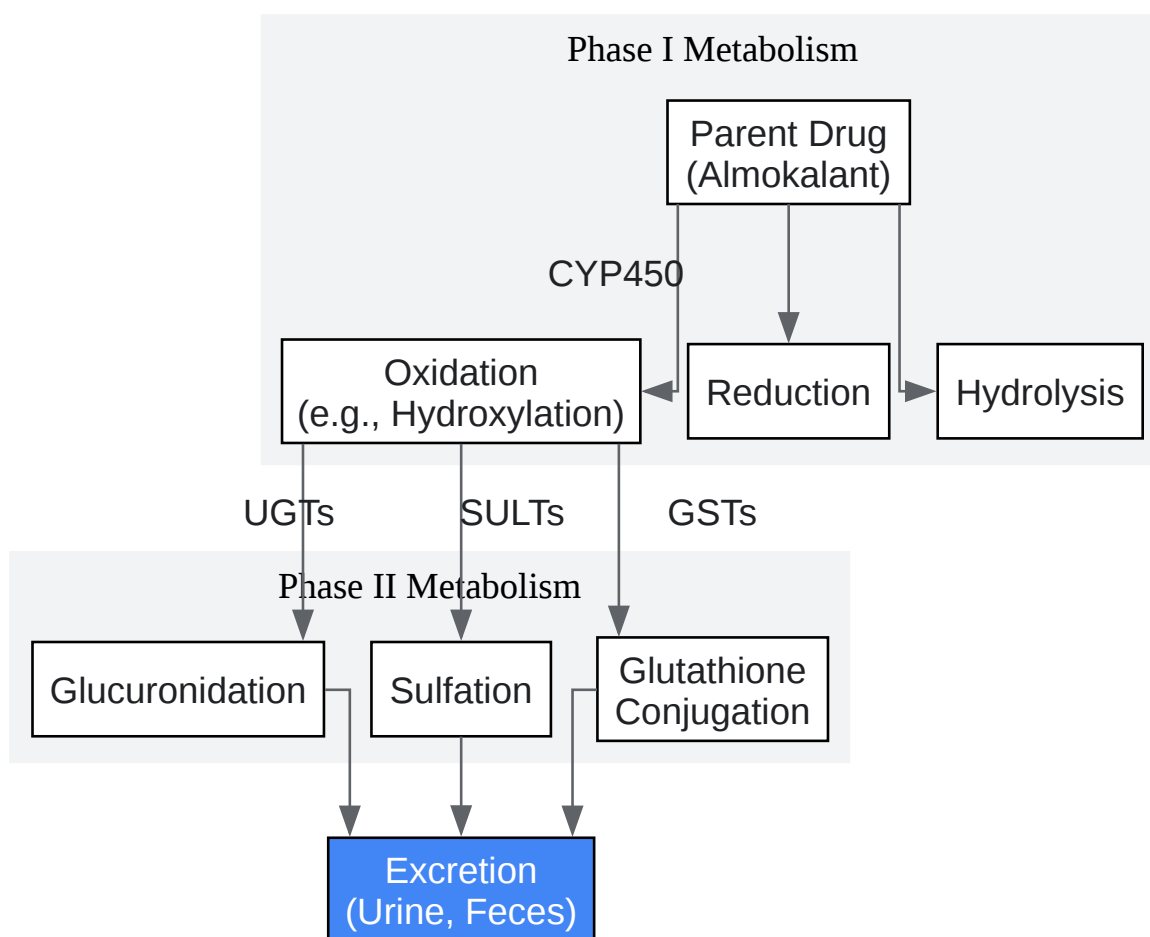 Phase I Metabolism
Parent Drug
(Almokalant)
CYP450
Oxidation
(e.g., Hydroxylation)
Reduction
Hydrolysis
UGTs
SULTs
GSTs
Phase II Metabolism
Glucuronidation
Sulfation
Glutathione
Conjugation
Excretion
(Urine, Feces)